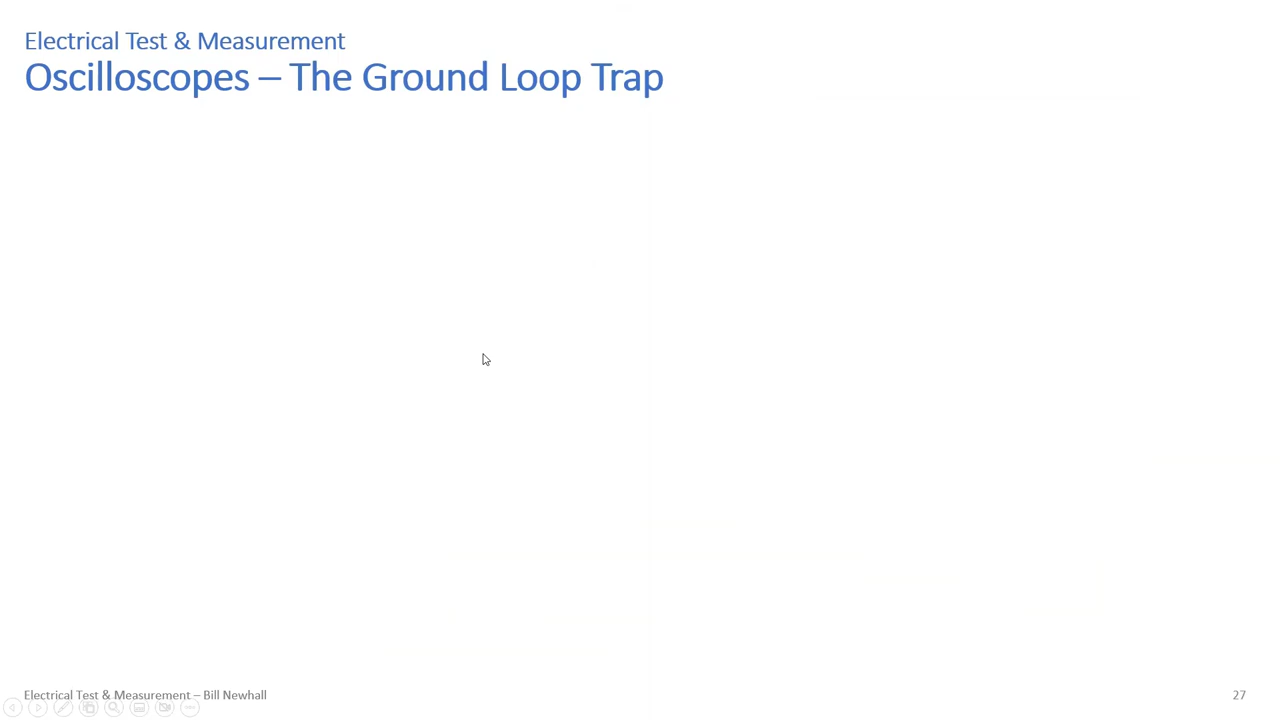 Electrical Test & Measurement
Oscilloscopes – The Ground Loop Trap
Electrical Test & Measurement – Bill Newhall
27